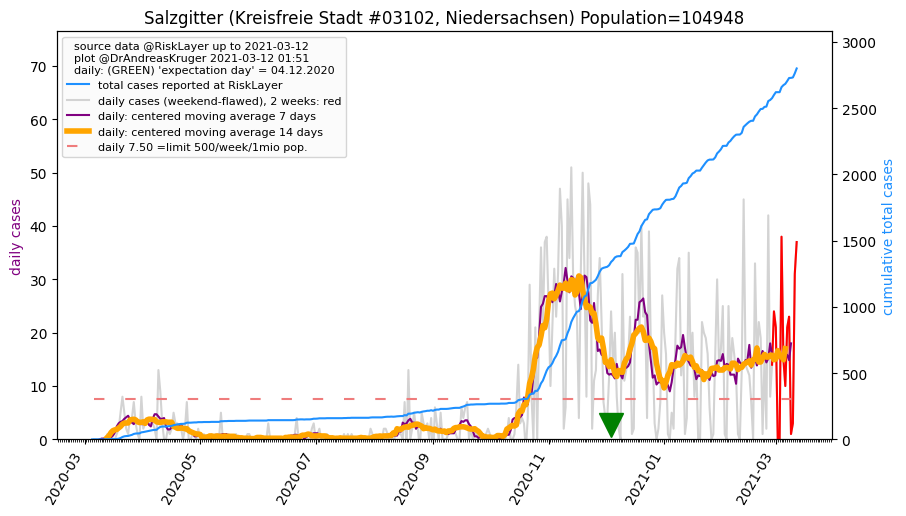 Salzgitter (Kreisfreie Stadt #03102, Niedersachsen) Population=104948
source data @RiskLayer up to 2021-03-12
plot @DrAndreasKruger 2021-03-12 01:51
daily: (GREEN) 'expectation day' = 04.12.2020
total cases reported at RiskLayer
daily cases (weekend-flawed), 2 weeks: red
daily: centered moving average 7 days
daily: centered moving average 14 days
daily 7.50 =limit 500/week/1mio pop.
daily cases
70
60
50
40
30
20
10
0
cumulative total cases
3000
2500
2000
1500
1000
500
0
2020-03
2020-05
2020-07
2020-09
2020-11
2021-01
2021-03